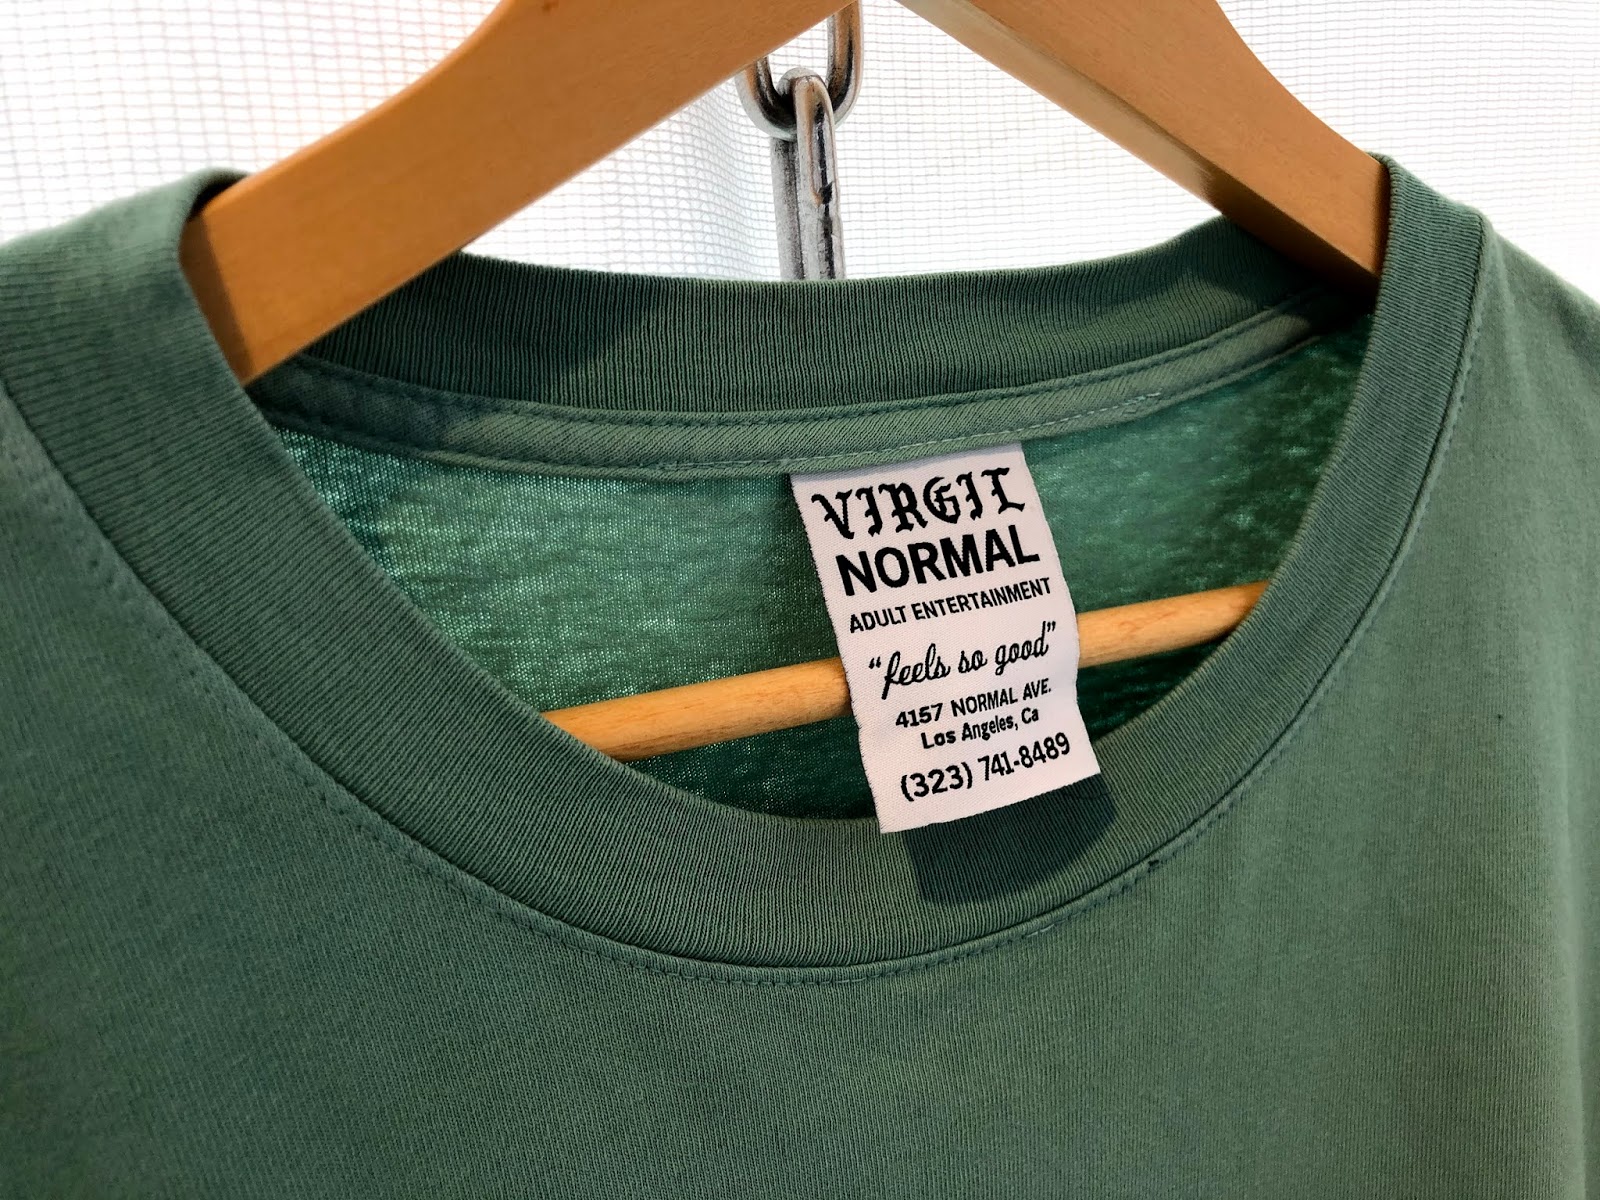 VIRGIL
NORMAL
ADULT ENTERTAINMENT
“feels so good”
4157 NORMAL AVE.
Los Angeles, Ca
(323) 741-8489